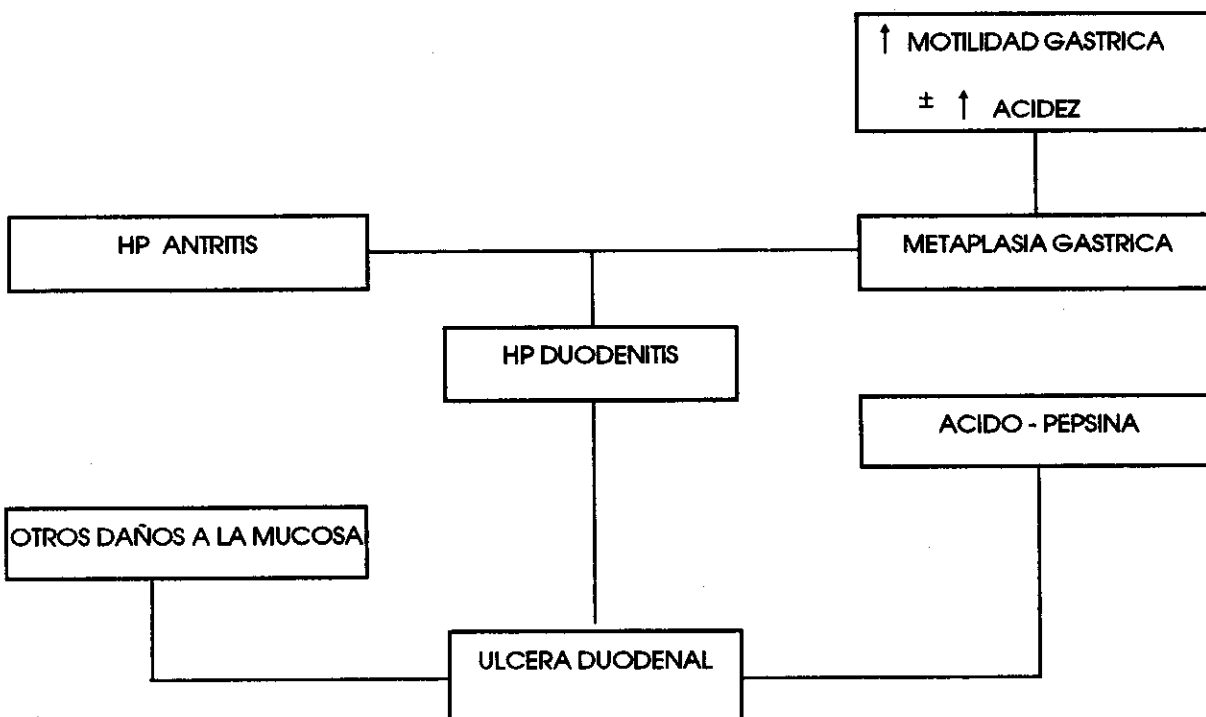 ↑ MOTILIDAD GASTRICA
± ↑ ACIDEZ
HP ANTRITIS
METAPLASIA GASTRICA
HP DUODENITIS
ACIDO - PEPSINA
OTROS DAÑOS A LA MUCOSA
ULCERA DUODENAL